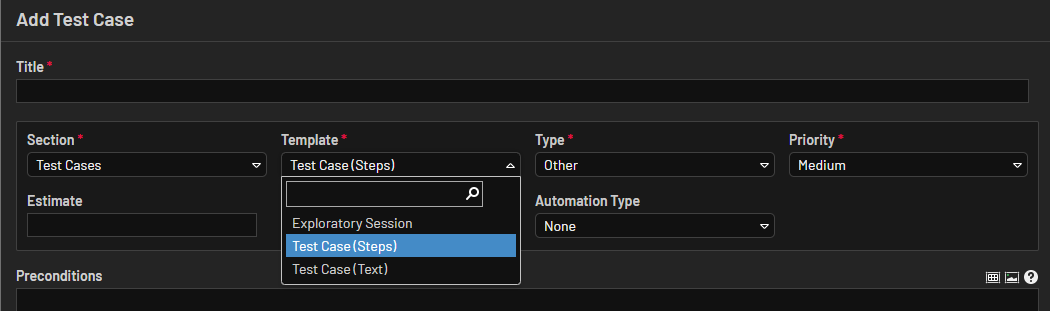 Add Test Case
Title *
Section * Template * Type * Priority *
Test Cases Test Case (Steps) Other Medium
Estimate Automation Type
None
Exploratory Session
Test Case (Steps)
Test Case (Text)
Preconditions ?